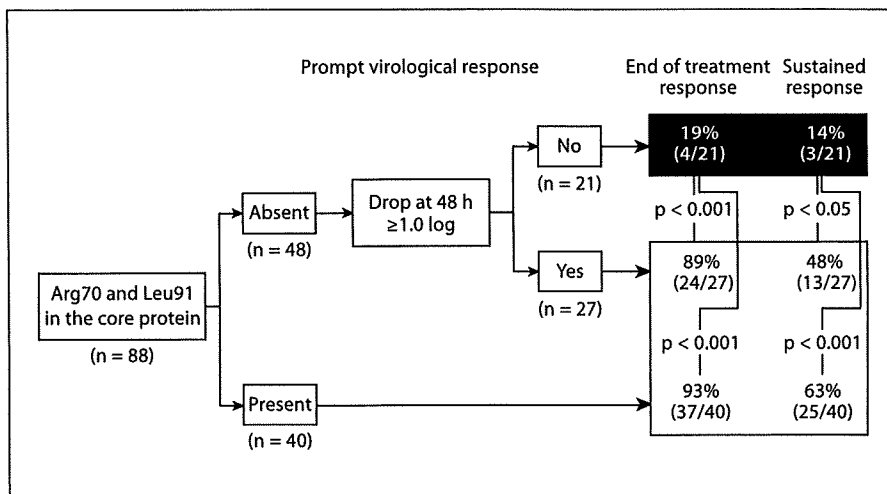 Prompt virological response
End of treatment
response
Sustained
response
No
(n = 21)
19%
(4/21)
14%
(3/21)
Absent
(n = 48)
Drop at 48 h
≥1.0 log
p < 0.001
p < 0.05
Yes
(n = 27)
89%
(24/27)
48%
(13/27)
Arg70 and Leu91
in the core protein
(n = 88)
p < 0.001
p < 0.001
Present
(n = 40)
93%
(37/40)
63%
(25/40)